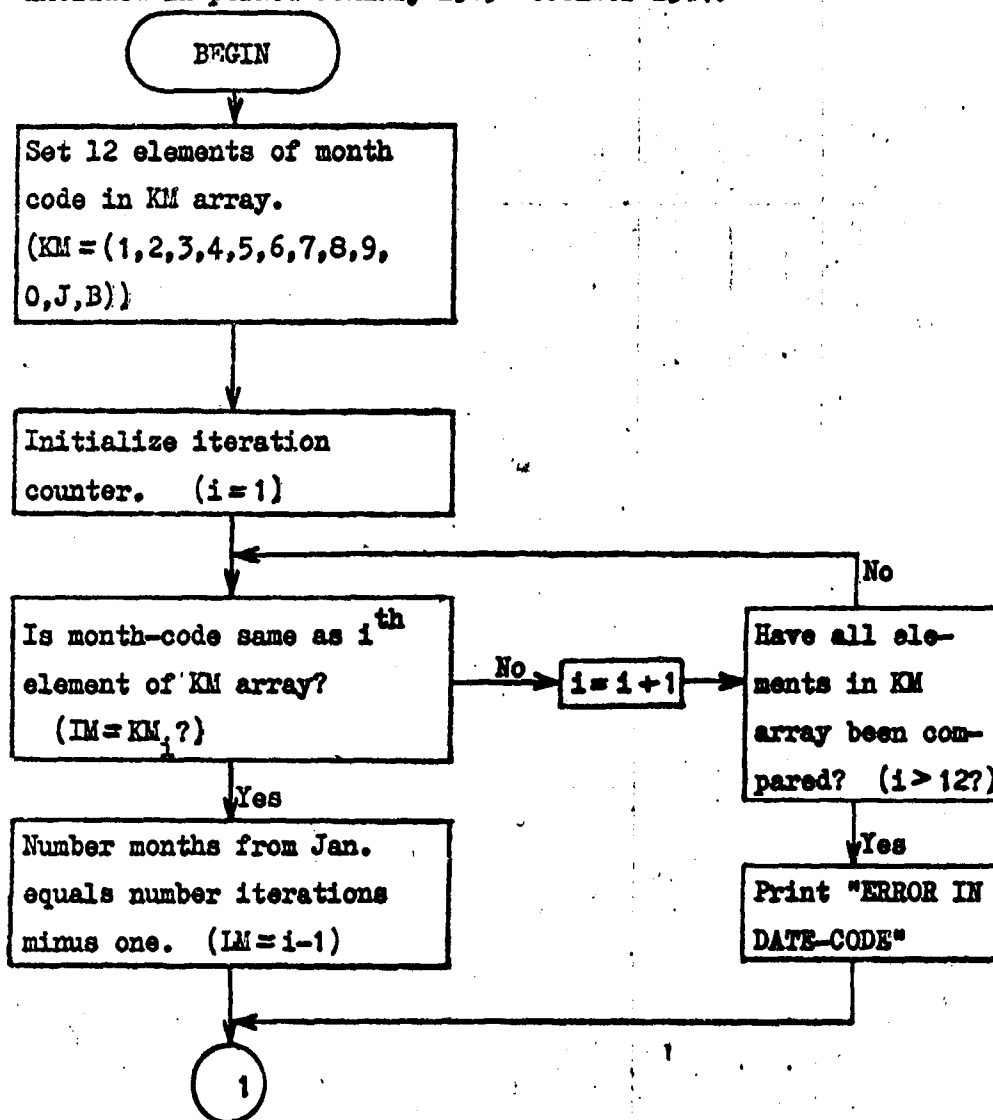 BEGIN
Set 12 elements of month
code in KM array.
(KM = (1,2,3,4,5,6,7,8,9,
0,J,B))
Initialize iteration
counter. (i = 1)
No
Is month-code same as i th
element of KM array?
(IM = KM i ?)
No
i = i + 1
Have all ele-
ments in KM
array been com-
pared? (i > 12?)
Yes
Number months from Jan.
equals number iterations
minus one. (LM = i-1)
Yes
Print "ERROR IN
DATE-CODE"
1